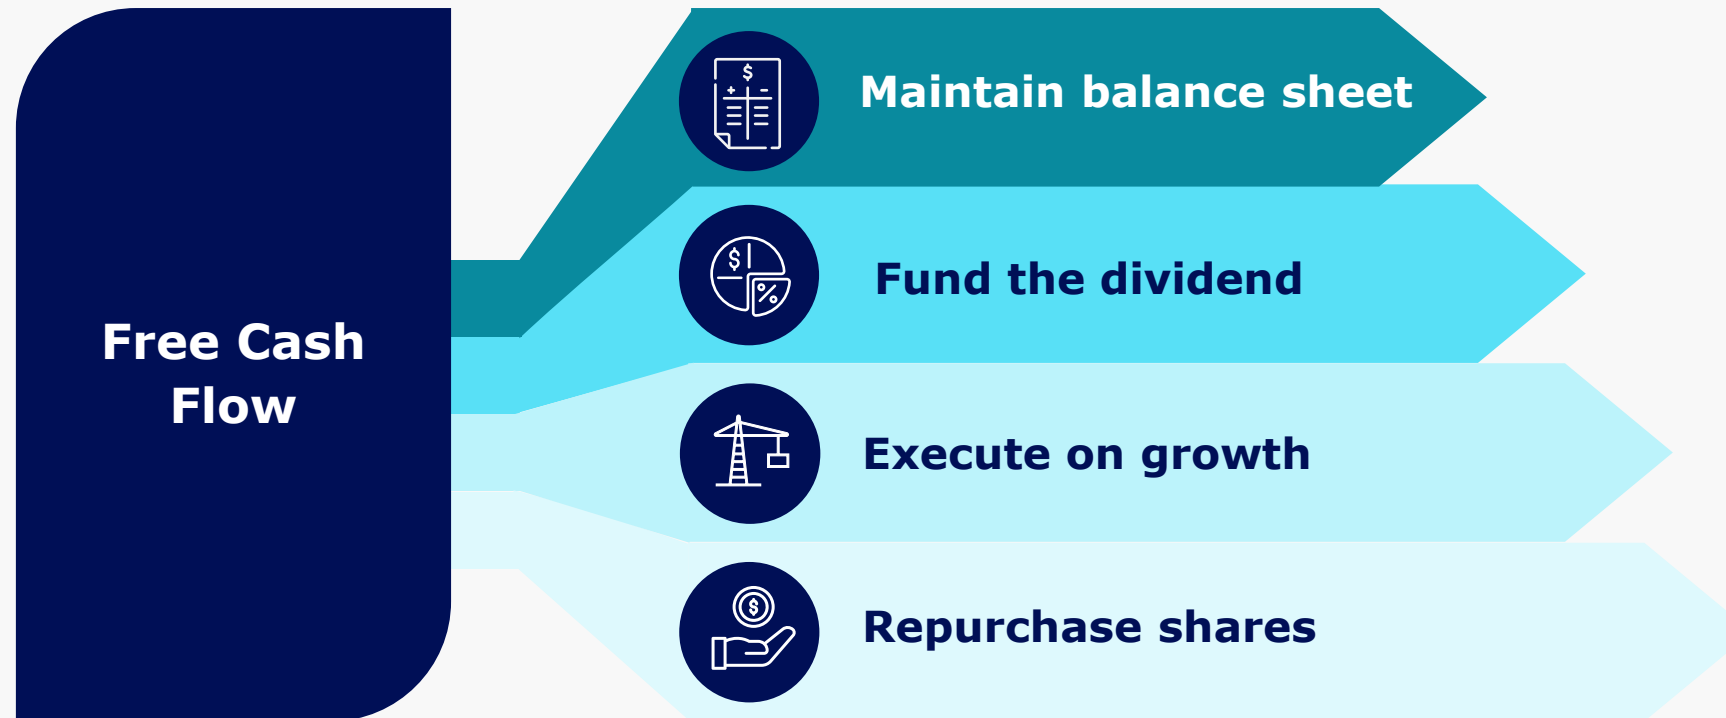 Free Cash
Flow
$
Maintain balance sheet
$
%
Fund the dividend
Execute on growth
$
Repurchase shares